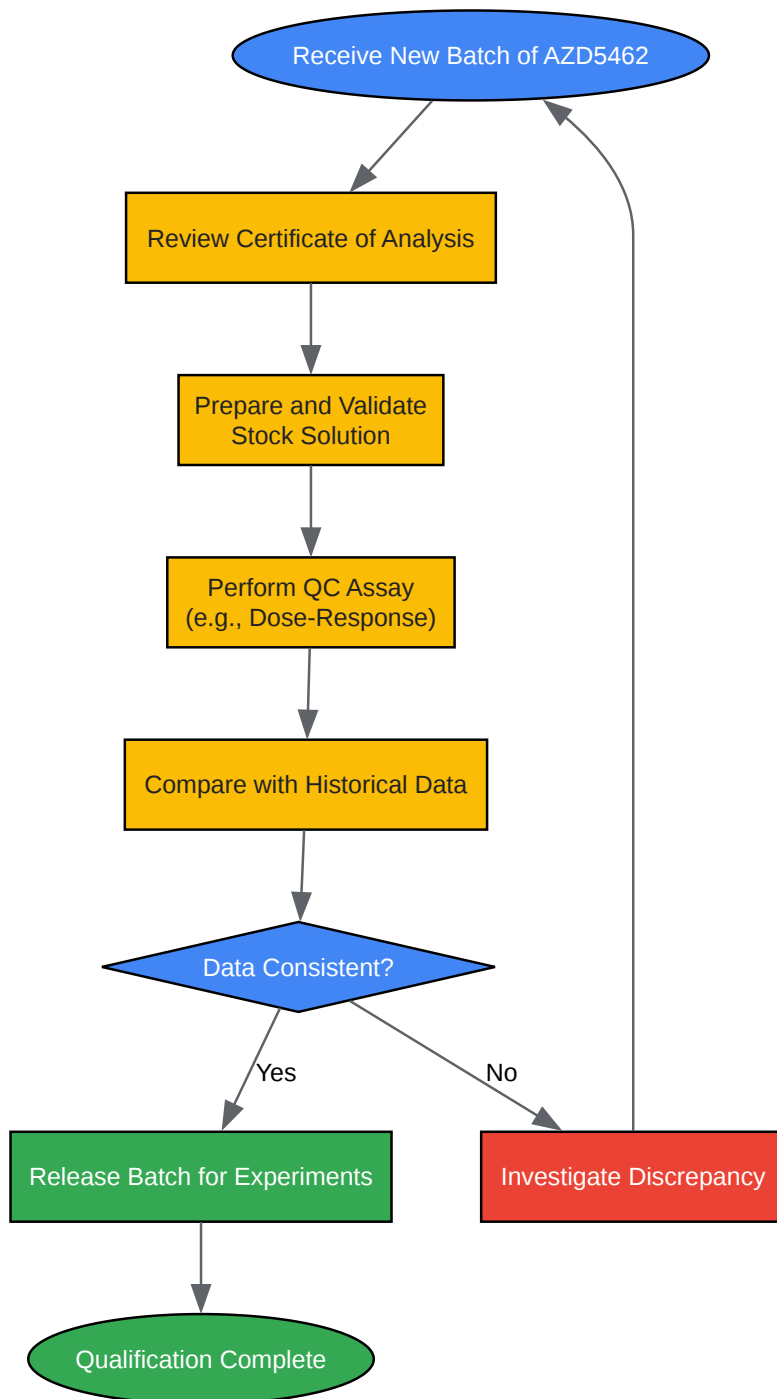 Receive New Batch of AZD5462
Review Certificate of Analysis
Prepare and Validate
Stock Solution
Perform QC Assay
(e.g., Dose-Response)
Compare with Historical Data
Data Consistent?
Yes
No
Release Batch for Experiments
Investigate Discrepancy
Qualification Complete